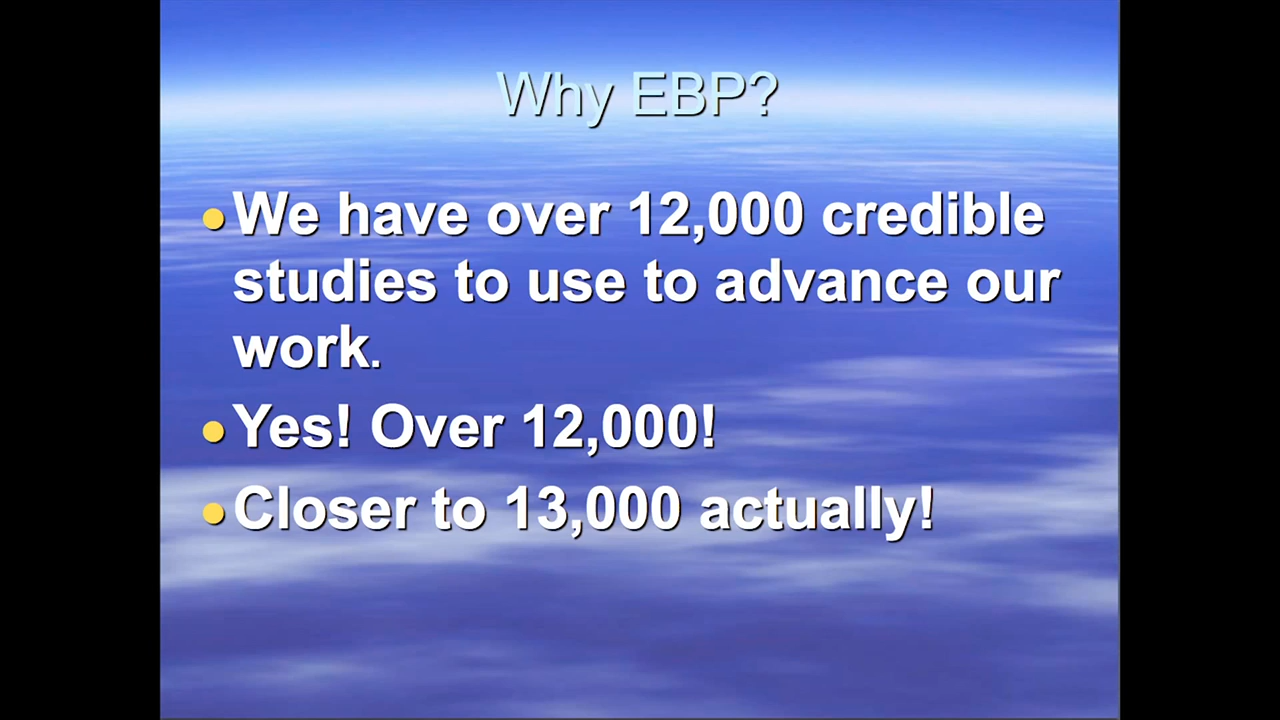 Why EBP?
We have over 12,000 credible
studies to use to advance our
work.
Yes! Over 12,000!
Closer to 13,000 actually!